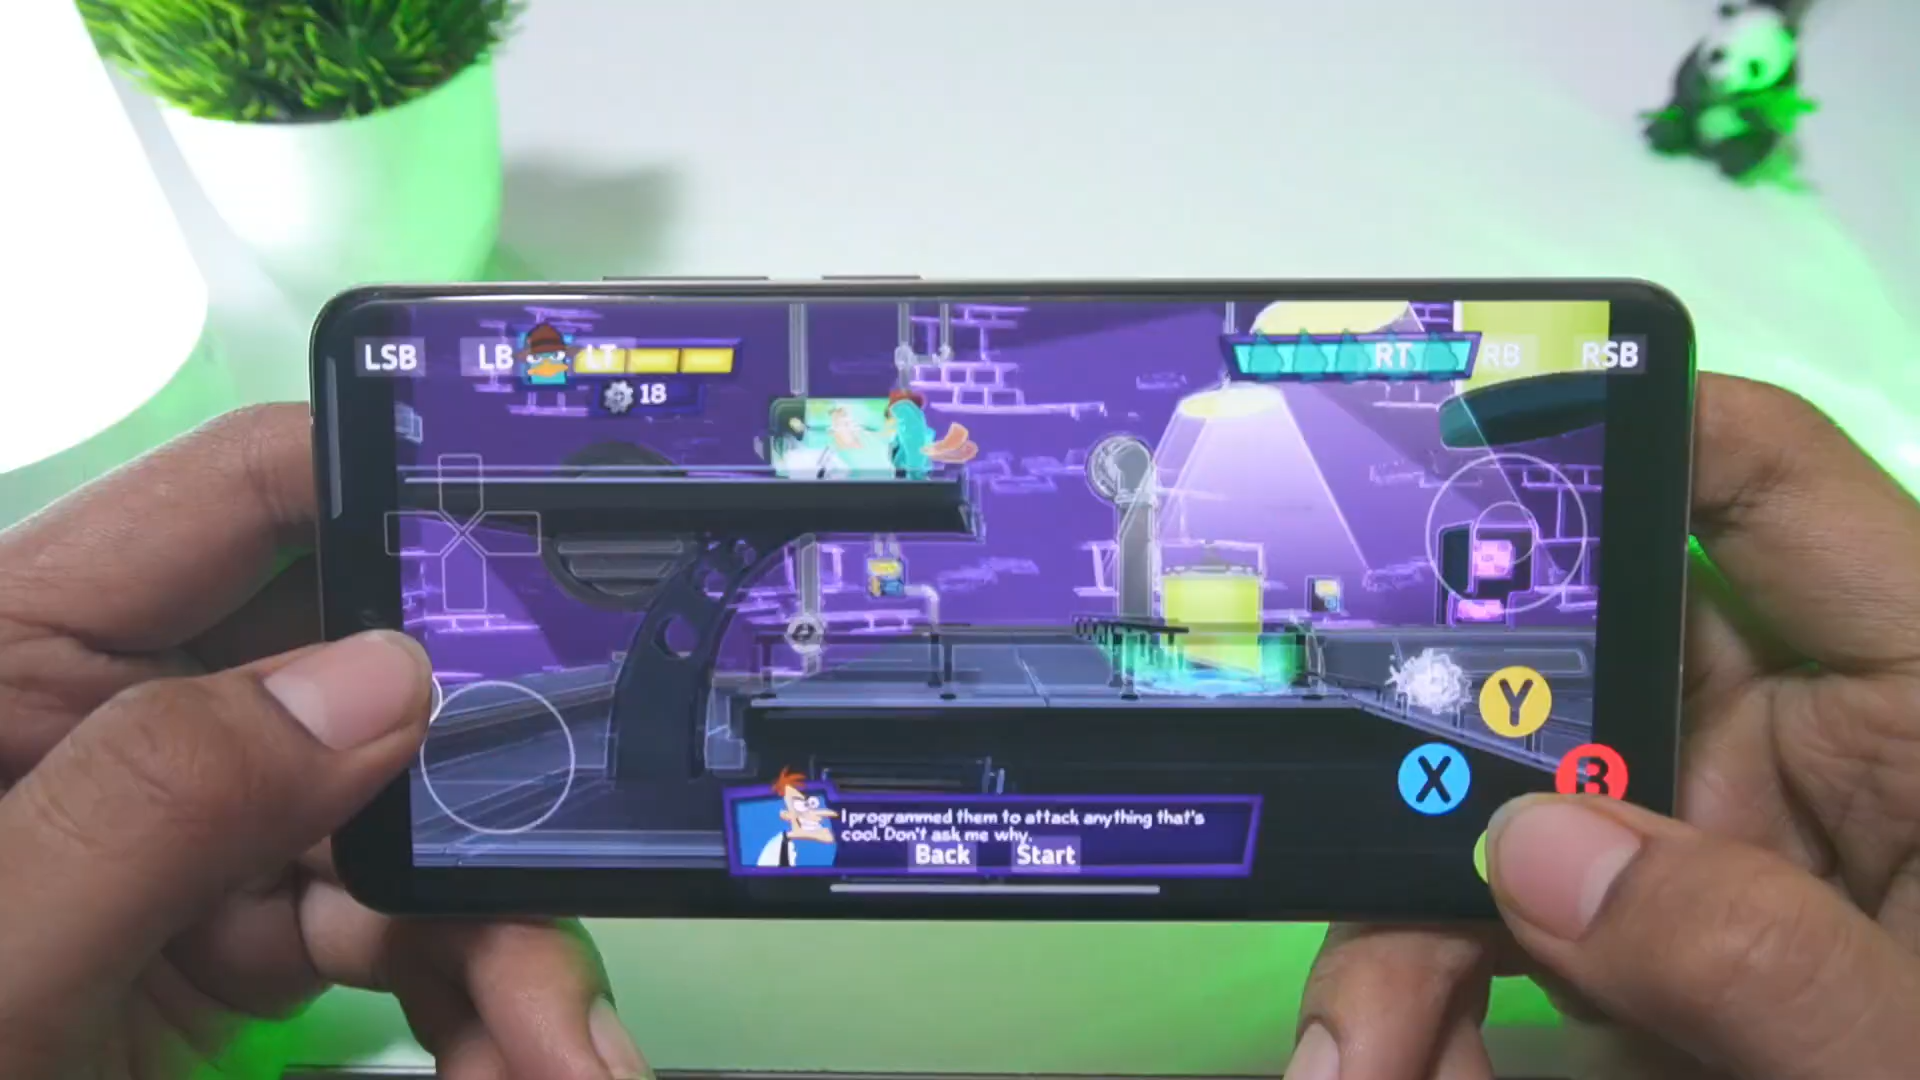 LSB
LB
LT
RT
RB
RSB
18
Y
X
B
I programmed them to attack anything that's
cool. Don't ask me why.
Back
Start